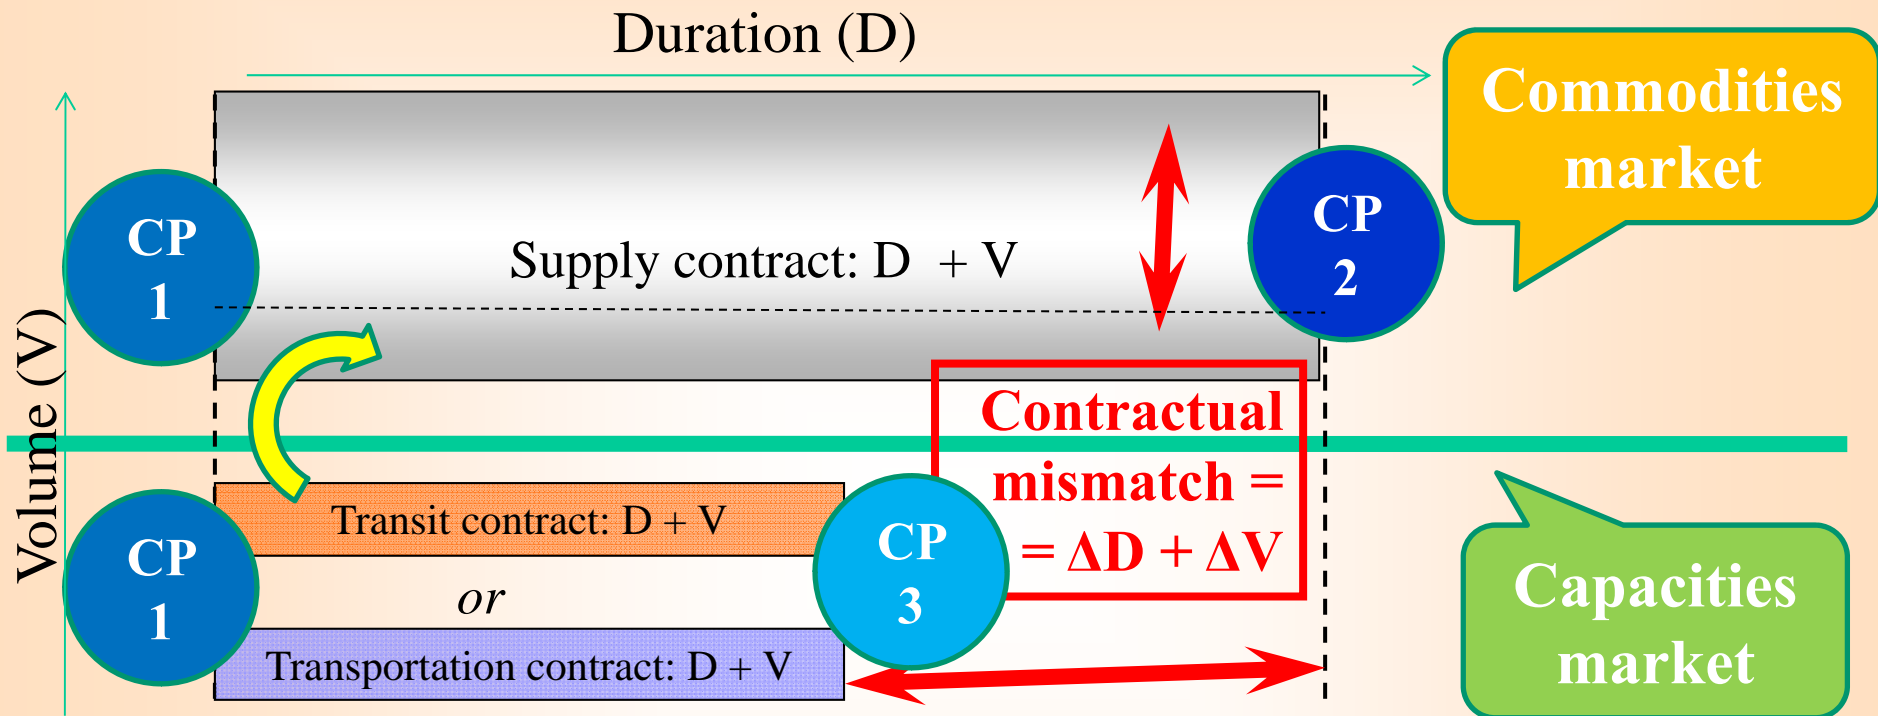 Duration (D)
Commodities
market
CP
1
CP
2
Supply contract: D + V
Volume (V)
Contractual
mismatch =
= ΔD + ΔV
Transit contract: D + V
CP
1
CP
3
or
Transportation contract: D + V
Capacities
market